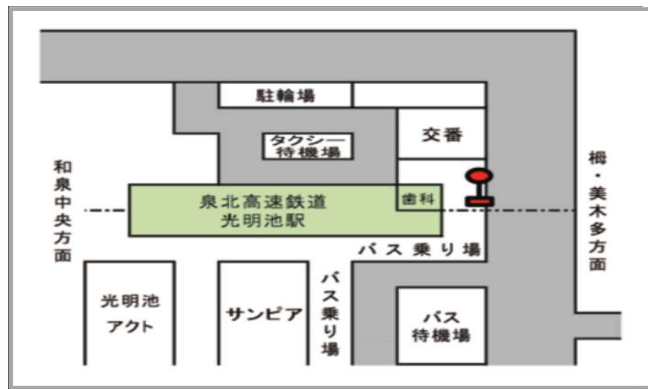 駐輪場
タクシー
待機場
交番
和泉中央方面
泉北高速鉄道
光明池駅
歯科
栂・美木多方面
バス乗り場
光明池
アクト
サンピア
バス乗り場
バス
待機場